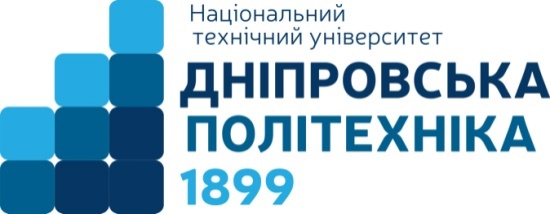 Національний
технічний університет
ДНІПРОВСЬКА
ПОЛІТЕХНІКА
1899